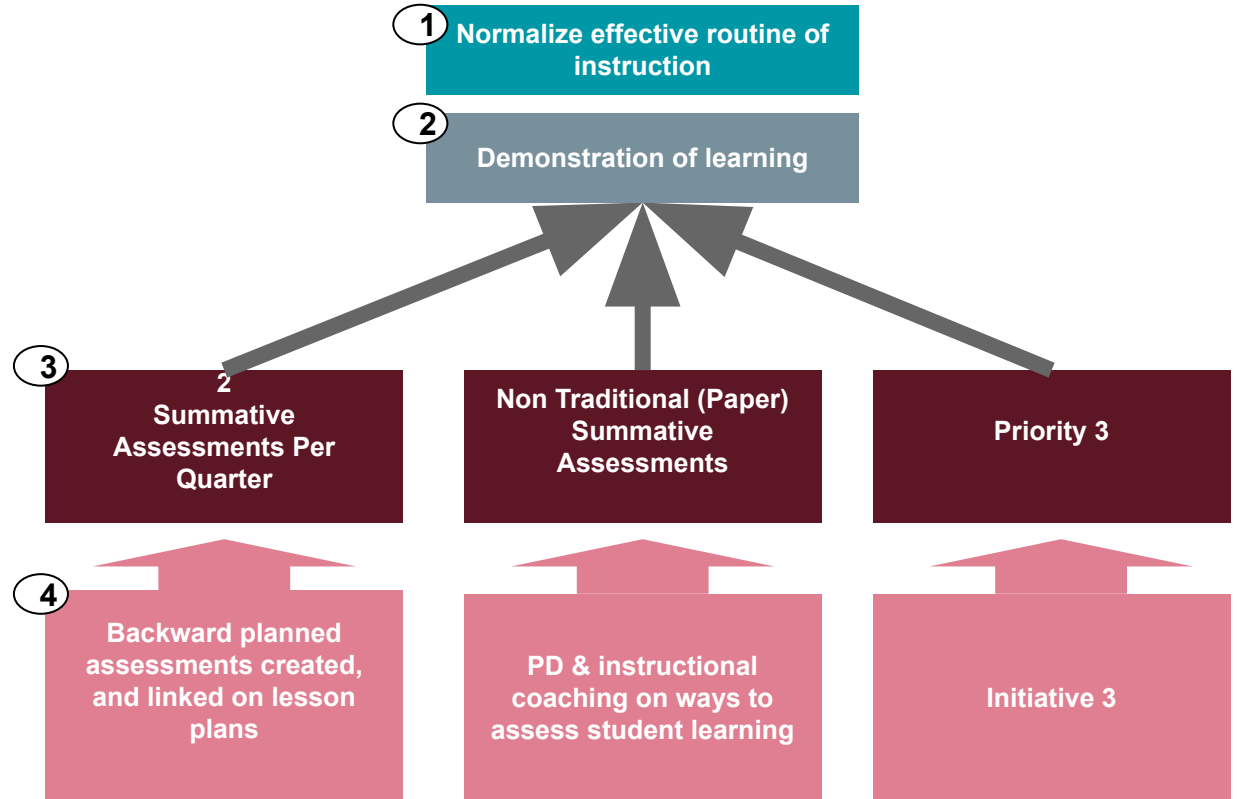 1
Normalize effective routine of
instruction
2
Demonstration of learning
3
2
Summative
Assessments Per
Quarter
Non Traditional (Paper)
Summative
Assessments
Priority 3
4
Backward planned
assessments created,
and linked on lesson
plans
PD & instructional
coaching on ways to
assess student learning
Initiative 3